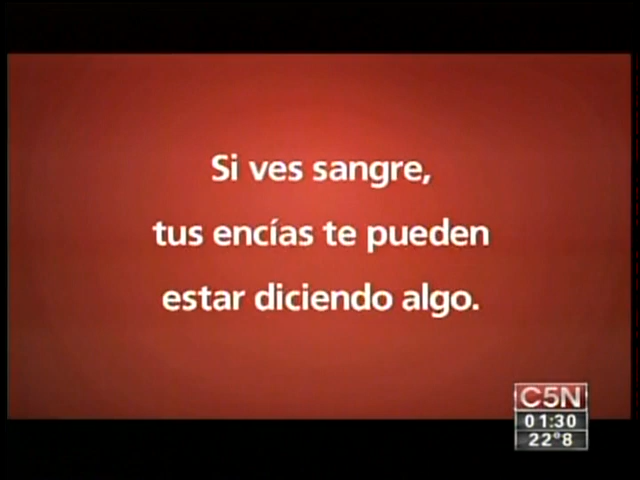 Si ves sangre,
tus encías te pueden
estar diciendo algo.
C5N
01:30
22°8